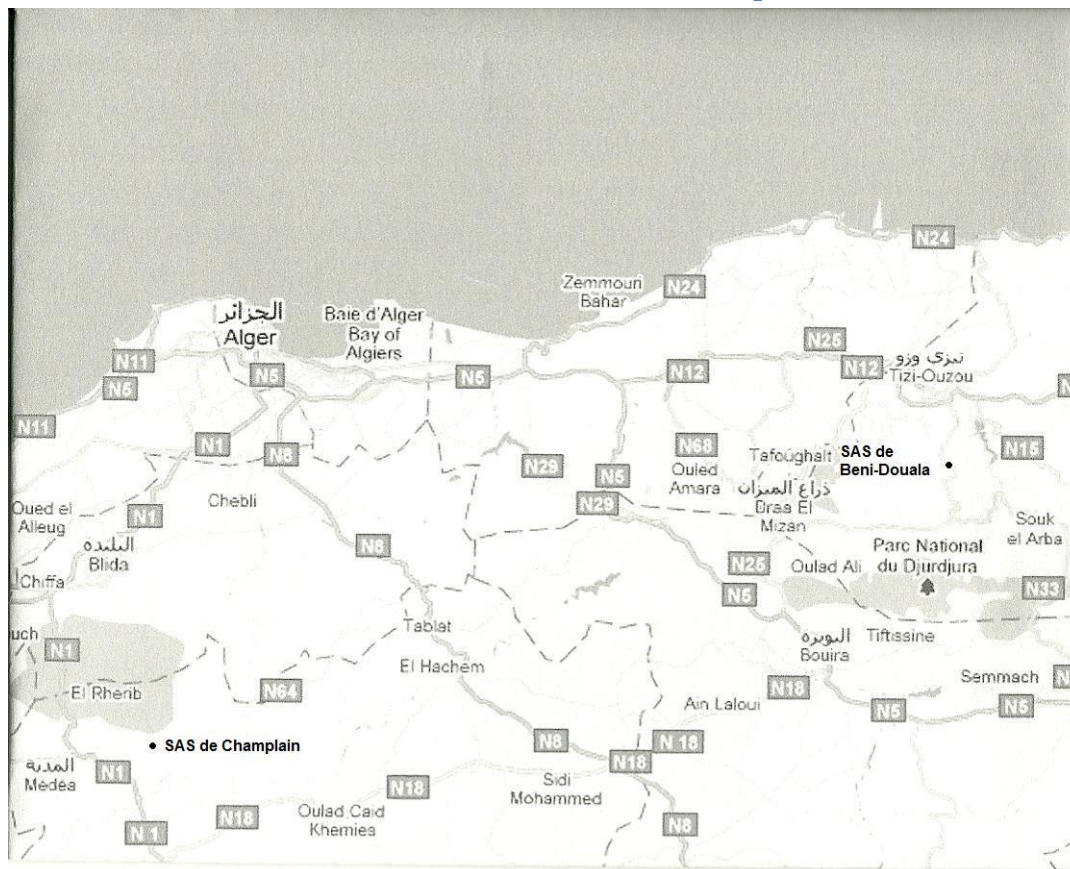 N24
Zemmouri
Bahar
N24
الجزائر
Alger
Baie d'Alger
Bay of
Algiers
N11
N5
N5
N5
N25
N12
N12
تيزي وزو
Tizi-Ouzou
N11
N1
N8
N29
N68
Ouled
Amara
Tafoughalt
SAS de
Beni-Douala
N15
N5
N29
ذراع الميزان
Draa El
Mizan
Oued el
Alleug
N1
Chebli
البليدة
Blida
N8
Souk
el Arba
Parc National
du Djurdjura
N25
Oulad Ali
Chiffa
N5
N33
Tablat
البويرة
Bouira
Tiftissine
uch
N1
El Hachem
El Rherib
N64
Ain Laloui
N18
Semmach
N5
N5
SAS de Champlain
N8
N 18
N18
المدية
Médéa
N1
N18
Sidi
Mohammed
Oulad Caid
Khemies
N18
N 1
N8